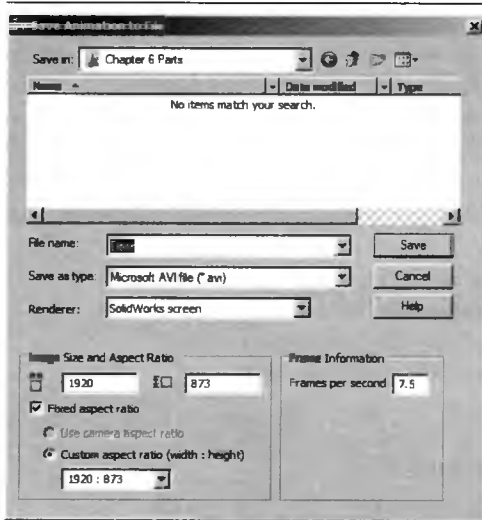 Save Animation to File
Save in: Chapter 6 Parts
Name Date modified Type
No items match your search.
File name:
Save
Save as type: Microsoft AVI file (*.avi)
Cancel
Renderer: SolidWorks screen
Help
Image Size and Aspect Ratio
1920 873
Fixed aspect ratio
Use camera aspect ratio
Custom aspect ratio (width : height)
1920 : 873
Frame Information
Frames per second 7.5